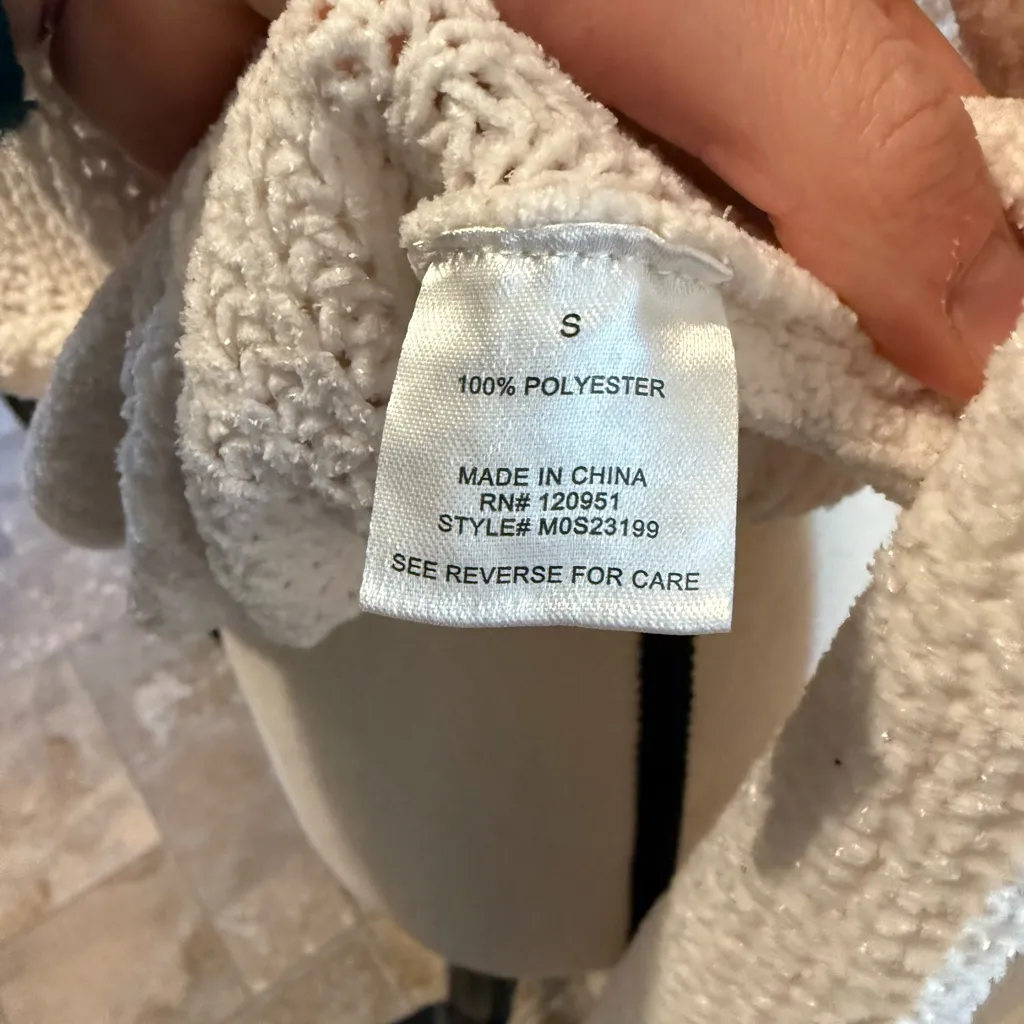 S
100% POLYESTER
MADE IN CHINA
RN# 120951
STYLE# M0S23199
SEE REVERSE FOR CARE